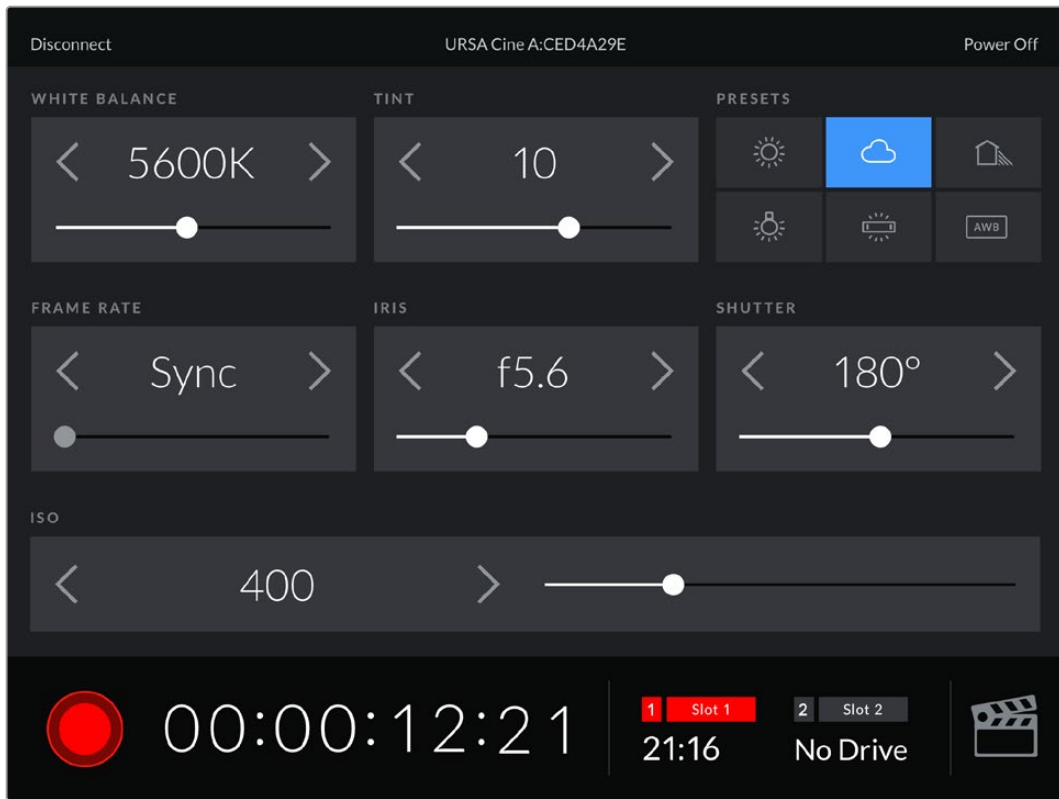 Disconnect URSA Cine A:CED4A29E Power Off
WHITE BALANCE TINT PRESETS
5600K 10
AWB
FRAME RATE IRIS SHUTTER
Sync f5.6 180°
ISO
400
00:00:12:21
1 Slot 1 2 Slot 2
21:16 No Drive